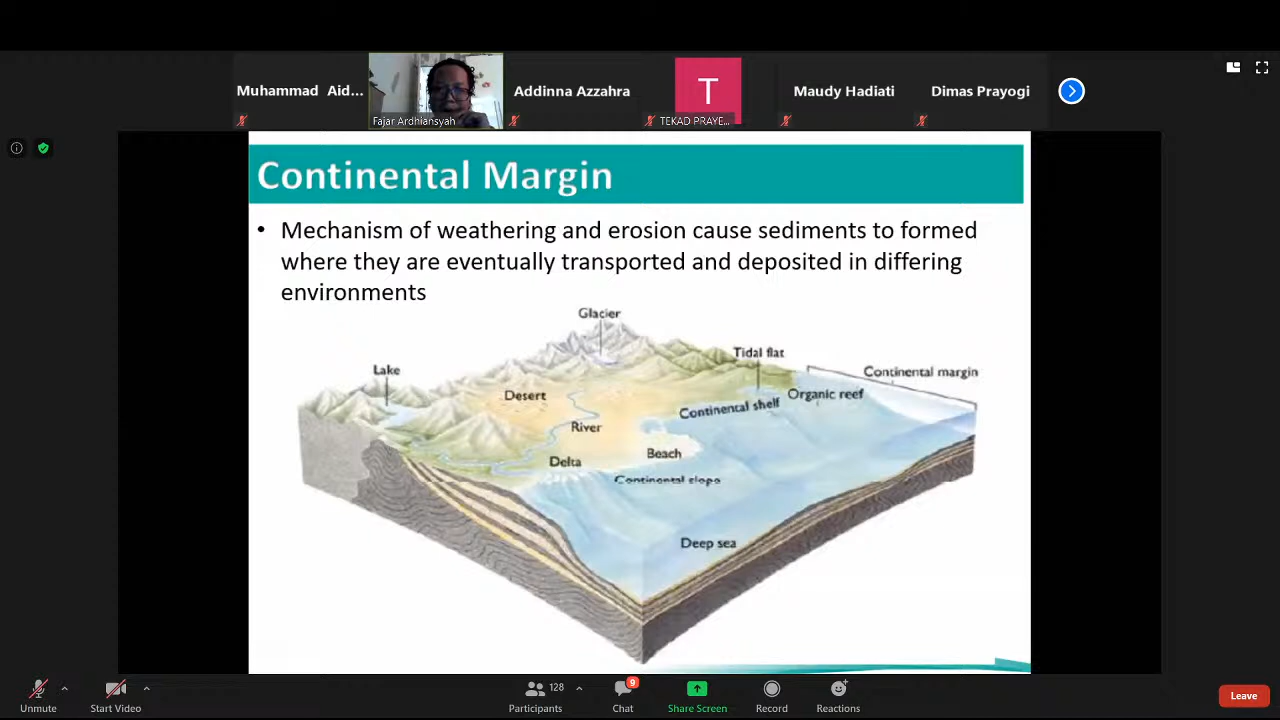 Muhammad Aid...
Fajar Ardhiansyah
Addinna Azzahra
T
TEKAD PRAYE...
Maudy Hadiati
Dimas Prayogi
Continental Margin
• Mechanism of weathering and erosion cause sediments to formed
where they are eventually transported and deposited in differing
environments
Glacier
Tidal flat
Lake
Continental margin
Desert
Organic reef
Continental shelf
River
Beach
Delta
Continental slope
Deep sea
Unmute
Start Video
128
Participants
9
Chat
Share Screen
Record
Reactions
Leave